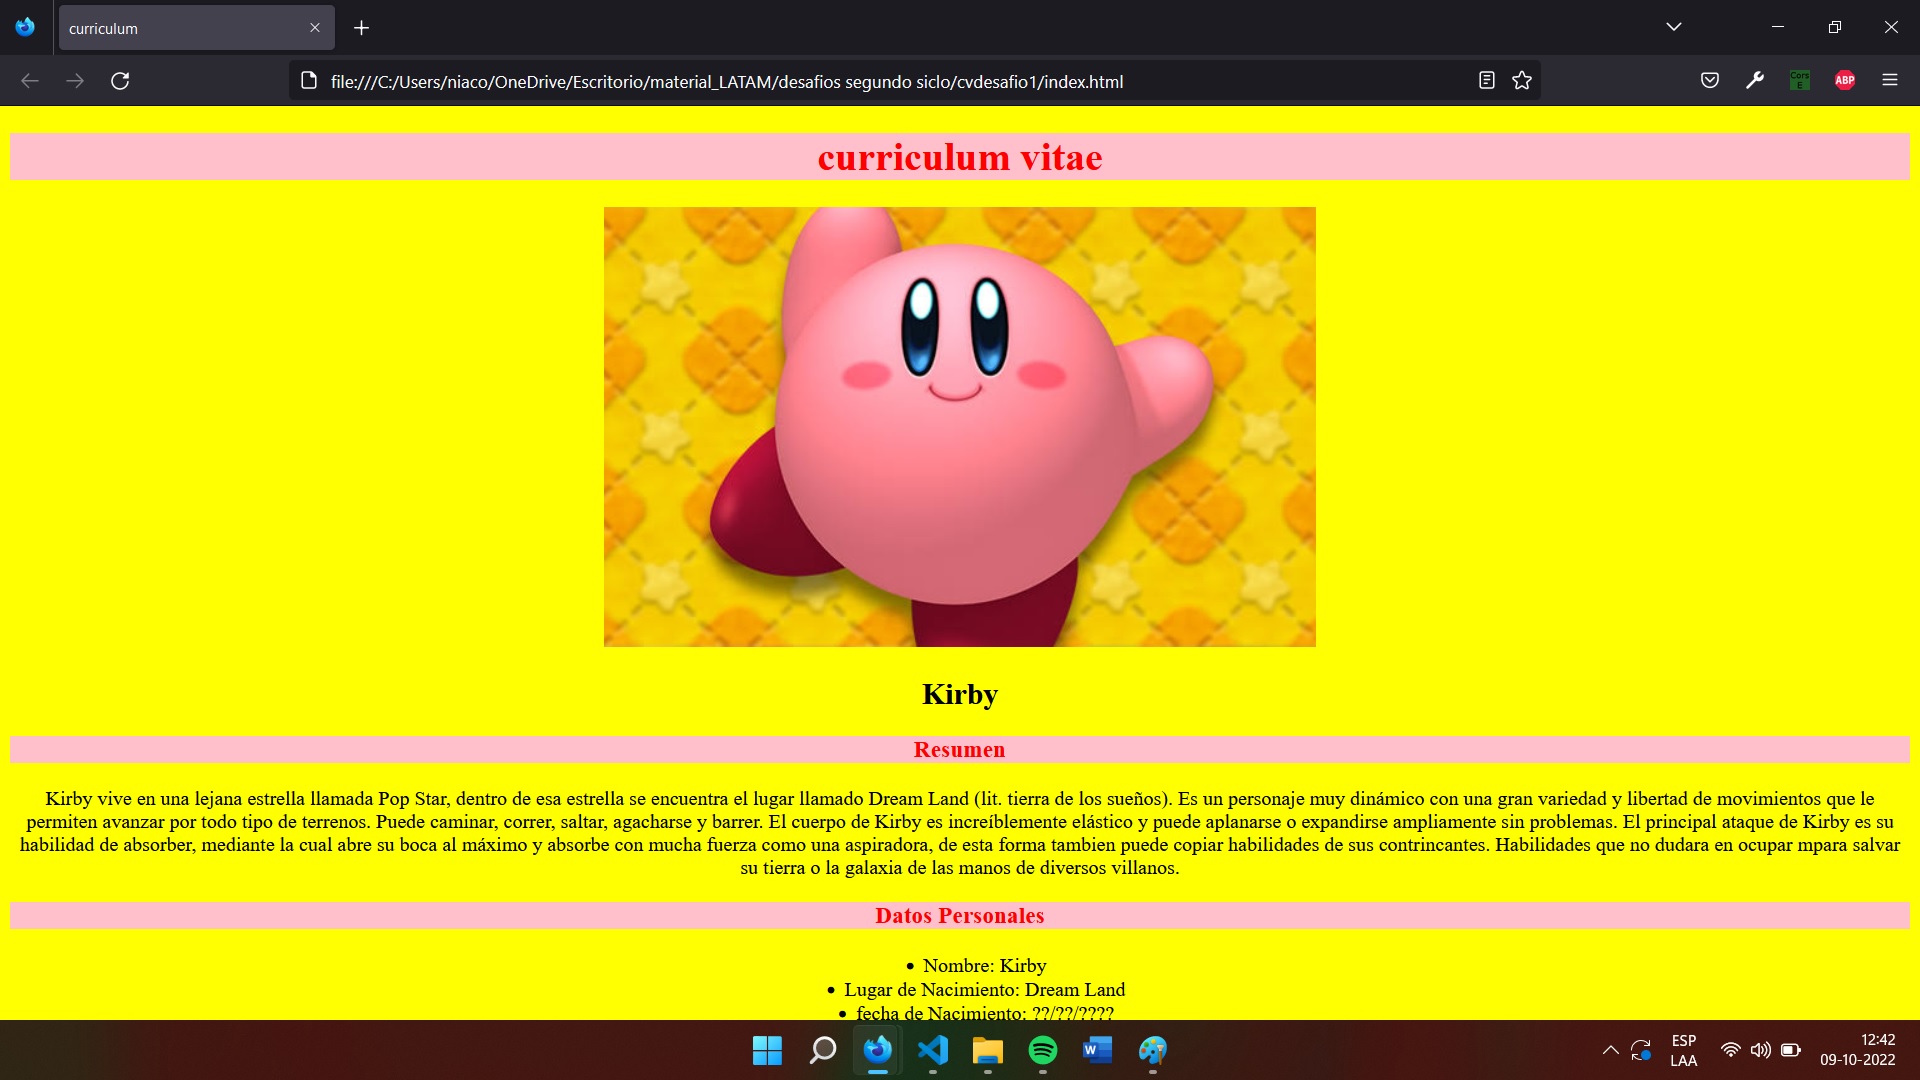 curriculum
file:///C:/Users/niaco/OneDrive/Escritorio/material_LATAM/desafios segundo siclo/cvdesafio1/index.html
Cors
E
ABP
curriculum vitae
Kirby
Resumen
Kirby vive en una lejana estrella llamada Pop Star, dentro de esa estrella se encuentra el lugar llamado Dream Land (lit. tierra de los sueños). Es un personaje muy dinámico con una gran variedad y libertad de movimientos que le
permiten avanzar por todo tipo de terrenos. Puede caminar, correr, saltar, agacharse y barrer. El cuerpo de Kirby es increíblemente elástico y puede aplanarse o expandirse ampliamente sin problemas. El principal ataque de Kirby es su
habilidad de absorber, mediante la cual abre su boca al máximo y absorbe con mucha fuerza como una aspiradora, de esta forma tambien puede copiar habilidades de sus contrincantes. Habilidades que no dudara en ocupar mpara salvar
su tierra o la galaxia de las manos de diversos villanos.
Datos Personales
• Nombre: Kirby
• Lugar de Nacimiento: Dream Land
• fecha de Nacimiento: ??/??/????
W
ESP
LAA
12:42
09-10-2022